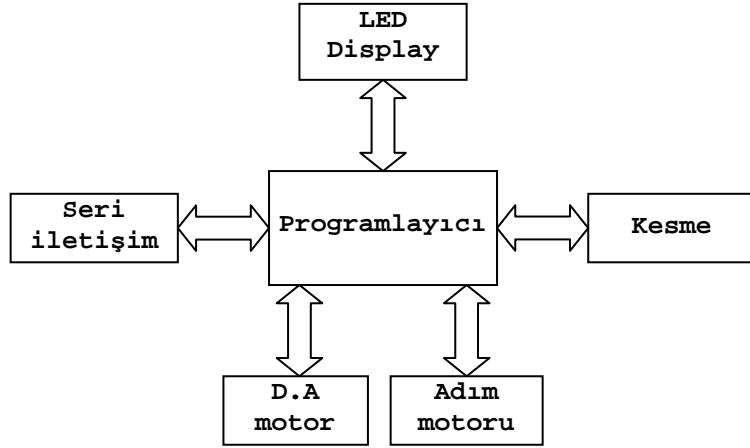 LED
Display
Seri
iletişim
Programlayıcı
Kesme
D.A
motor
Adım
motoru